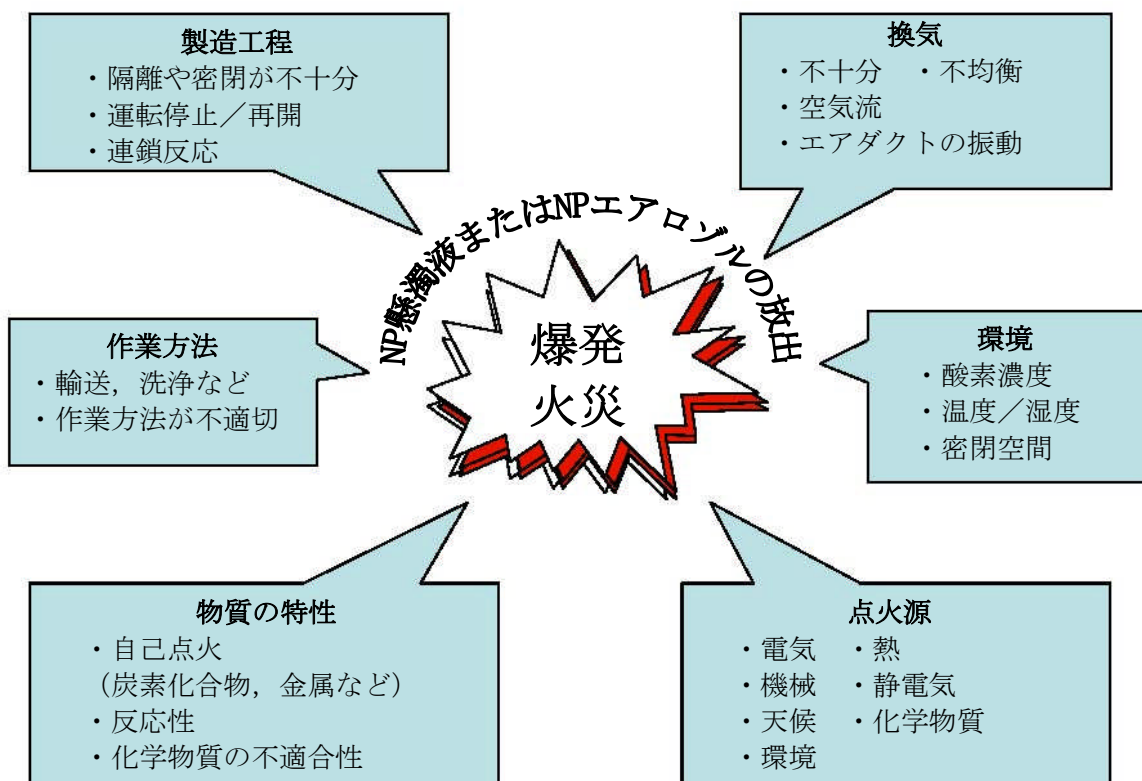 製造工程
・隔離や密閉が不十分
・運転停止／再開
・連鎖反応
換気
・不十分 ・不均衡
・空気流
・エアダクトの振動
NP懸濁液またはNPエアロゾルの放出
爆発
火災
作業方法
・輸送，洗浄など
・作業方法が不適切
環境
・酸素濃度
・温度／湿度
・密閉空間
物質の特性
・自己点火
（炭素化合物，金属など）
・反応性
・化学物質の不適合性
点火源
・電気 ・熱
・機械 ・静電気
・天候 ・化学物質
・環境